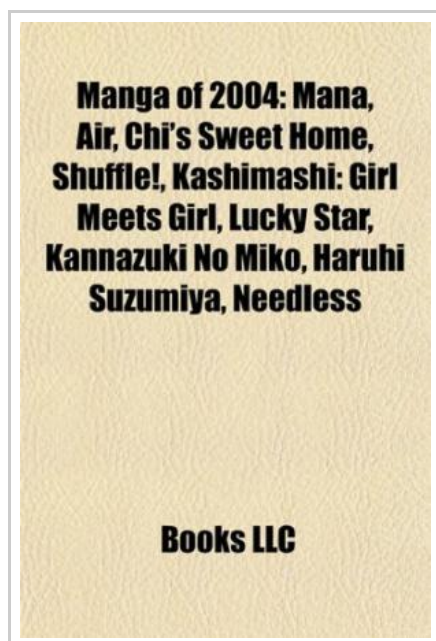 Manga of 2004: Mana,
Air, Chi's Sweet Home,
Shuffle!, Kashimashi: Girl
Meets Girl, Lucky Star,
Kannazuki No Miko, Haruhi
Suzumiya, Needless
Books LLC